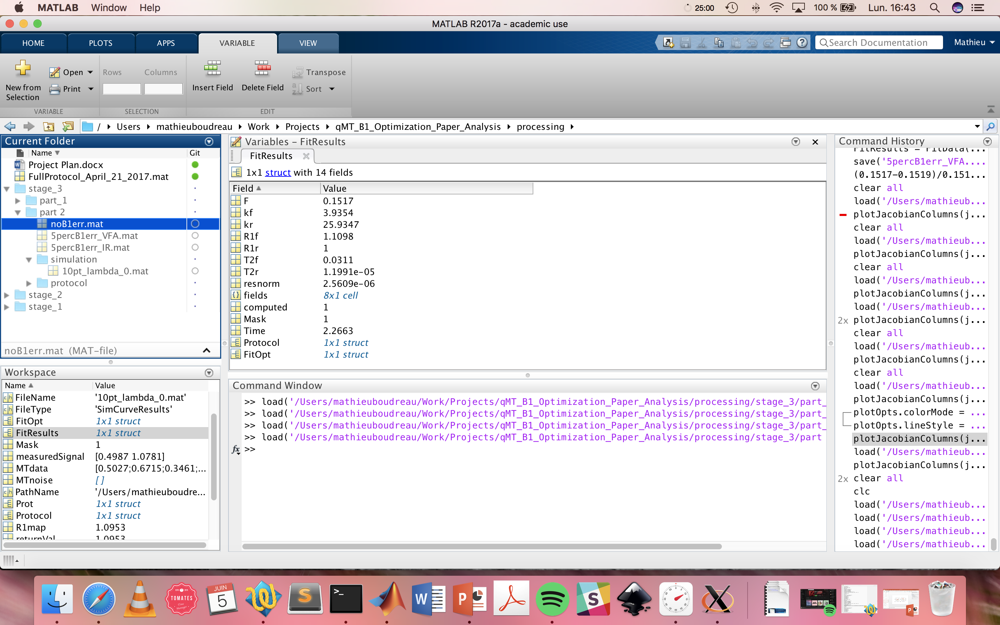 MATLAB Window Help 25:00 100 % Lun. 16:43
MATLAB R2017a - academic use
HOME PLOTS APPS VARIABLE VIEW Search Documentation Mathieu
New from Selection
Open
Print
Rows Columns
Insert Field
Delete Field
Transpose
Sort
VARIABLE SELECTION EDIT
/ Users mathieuboudreau Work Projects qMT_B1_Optimization_Paper_Analysis processing
Current Folder
Name Git
Project Plan.docx
FullProtocol_April_21_2017.mat
stage_3
part_1
part 2
noB1err.mat
5percB1err_VFA.mat
5percB1err_IR.mat
simulation
10pt_lambda_0.mat
protocol
stage_2
stage_1
noB1err.mat (MAT-file)
Workspace
Name Value
FileName '10pt_lambda_0.mat'
FileType 'SimCurveResults'
FitOpt 1x1 struct
FitResults 1x1 struct
Mask 1
measuredSignal [0.4987 1.0781]
MTdata [0.5027;0.6715;0.3461;...
MTnoise []
PathName '/Users/mathieuboudre...
Prot 1x1 struct
Protocol 1x1 struct
R1map 1.0953
returnVal 1.0953
Variables - FitResults
FitResults
1x1 struct with 14 fields
Field Value
F 0.1517
kf 3.9354
kr 25.9347
R1f 1.1098
R1r 1
T2f 0.0311
T2r 1.1991e-05
resnorm 2.5609e-06
fields 8x1 cell
computed 1
Mask 1
Time 2.2663
Protocol 1x1 struct
FitOpt 1x1 struct
Command Window
>> load('/Users/mathieuboudreau/Work/Projects/qMT_B1_Optimization_Paper_Analysis/processing/stage_3/part_
>> load('/Users/mathieuboudreau/Work/Projects/qMT_B1_Optimization_Paper_Analysis/processing/stage_3/part_
>> load('/Users/mathieuboudreau/Work/Projects/qMT_B1_Optimization_Paper_Analysis/processing/stage_3/part_
>> load('/Users/mathieuboudreau/Work/Projects/qMT_B1_Optimization_Paper_Analysis/processing/stage_3/part
fx >>
Command History
FitResults = FitData(...
save('5percB1err_VFA....
(0.1517-0.1519)/0.151...
clear all
load('/Users/mathieub...
plotJacobianColumns(j...
clear all
load('/Users/mathieub...
plotJacobianColumns(j...
clear all
load('/Users/mathieub...
plotJacobianColumns(j...
load('/Users/mathieub...
2x plotJacobianColumns(j...
clear all
load('/Users/mathieub...
plotJacobianColumns(j...
clear all
load('/Users/mathieub...
plotJacobianColumns(j...
plotOpts.colorMode = ...
plotOpts.lineStyle = ...
plotJacobianColumns(j...
load('/Users/mathieub...
plotJacobianColumns(j...
2x clear all
clc
load('/Users/mathieub...
load('/Users/mathieub...
load('/Users/mathieub...
load('/Users/mathieub...
TOMATES
JUIN
5
S
>_
W
P
S
X